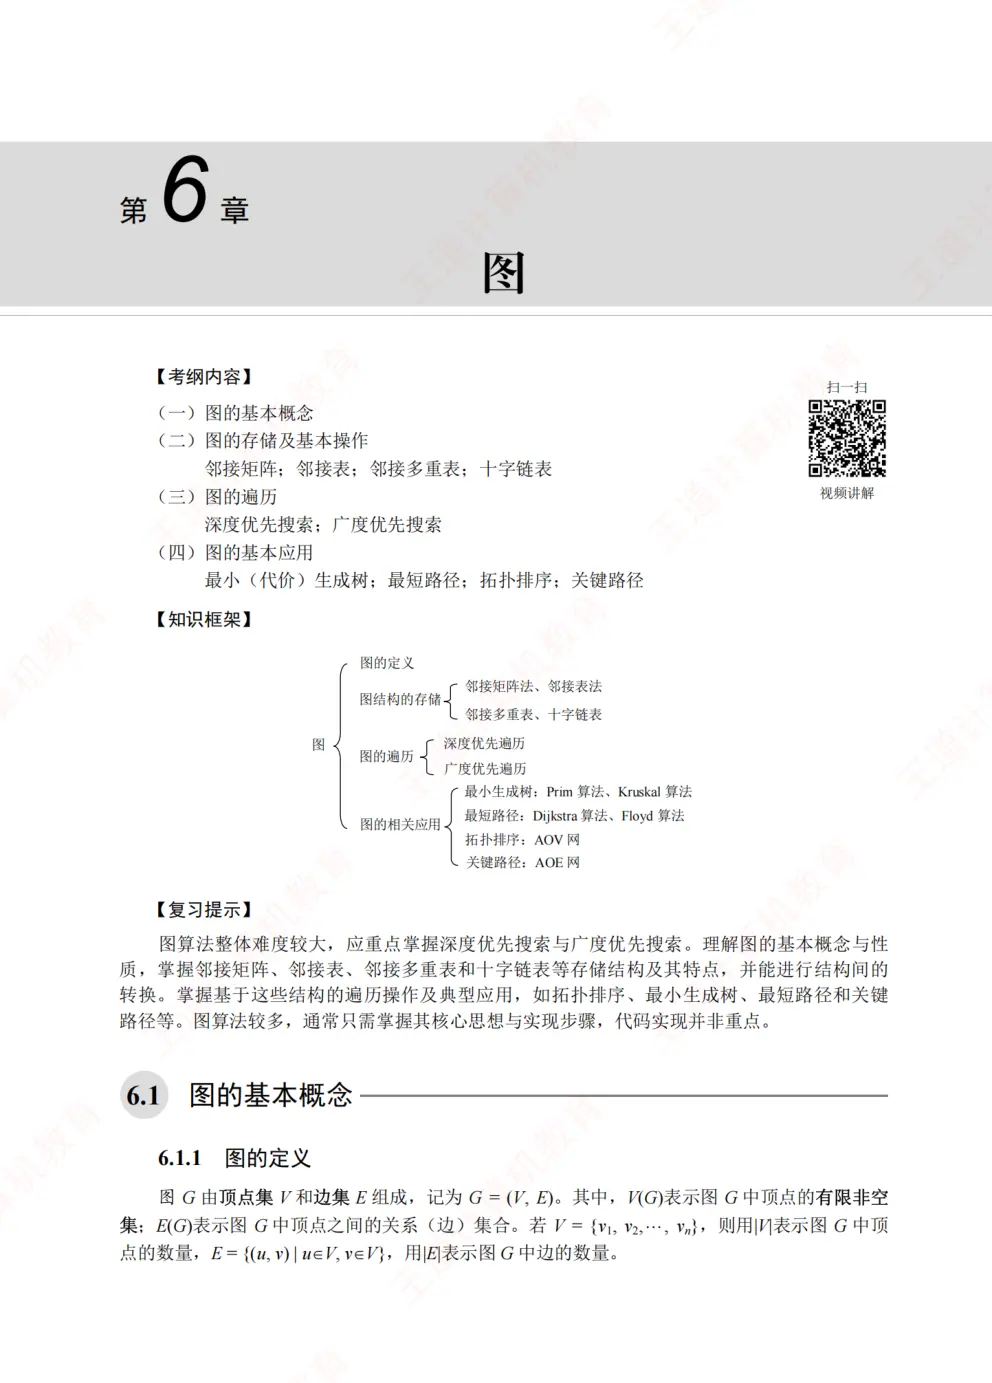 第 6 章
图
【考纲内容】
扫一扫
（一）图的基本概念
（二）图的存储及基本操作
邻接矩阵；邻接表；邻接多重表；十字链表
（三）图的遍历
视频讲解
深度优先搜索；广度优先搜索
（四）图的基本应用
最小（代价）生成树；最短路径；拓扑排序；关键路径
【知识框架】
图
图的定义
图结构的存储
邻接矩阵法、邻接表法
邻接多重表、十字链表
图的遍历
深度优先遍历
广度优先遍历
图的相关应用
最小生成树：Prim 算法、Kruskal 算法
最短路径：Dijkstra 算法、Floyd 算法
拓扑排序：AOV 网
关键路径：AOE 网
【复习提示】
图算法整体难度较大，应重点掌握深度优先搜索与广度优先搜索。理解图的基本概念与性
质，掌握邻接矩阵、邻接表、邻接多重表和十字链表等存储结构及其特点，并能进行结构间的
转换。掌握基于这些结构的遍历操作及典型应用，如拓扑排序、最小生成树、最短路径和关键
路径等。图算法较多，通常只需掌握其核心思想与实现步骤，代码实现并非重点。
6.1 图的基本概念
6.1.1 图的定义
图 G 由顶点集 V 和边集 E 组成，记为 G = (V, E)。其中，V(G)表示图 G 中顶点的有限非空
集；E(G)表示图 G 中顶点之间的关系（边）集合。若 V = {v₁, v₂,⋯, vₙ}，则用|V|表示图 G 中顶
点的数量，E = {(u, v) | u∈V, v∈V}，用|E|表示图 G 中边的数量。
王道计算机教育